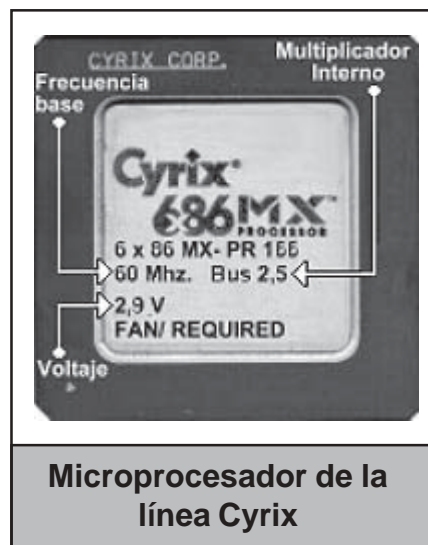 CYRIX CORP.
Multiplicador
Interno
Frecuencia
base
Cyrix
686MX
PROCESSOR
6 x 86 MX- PR 166
60 Mhz. Bus 2,5
2,9 V
FAN/ REQUIRED
Voltaje
Microprocesador de la
línea Cyrix